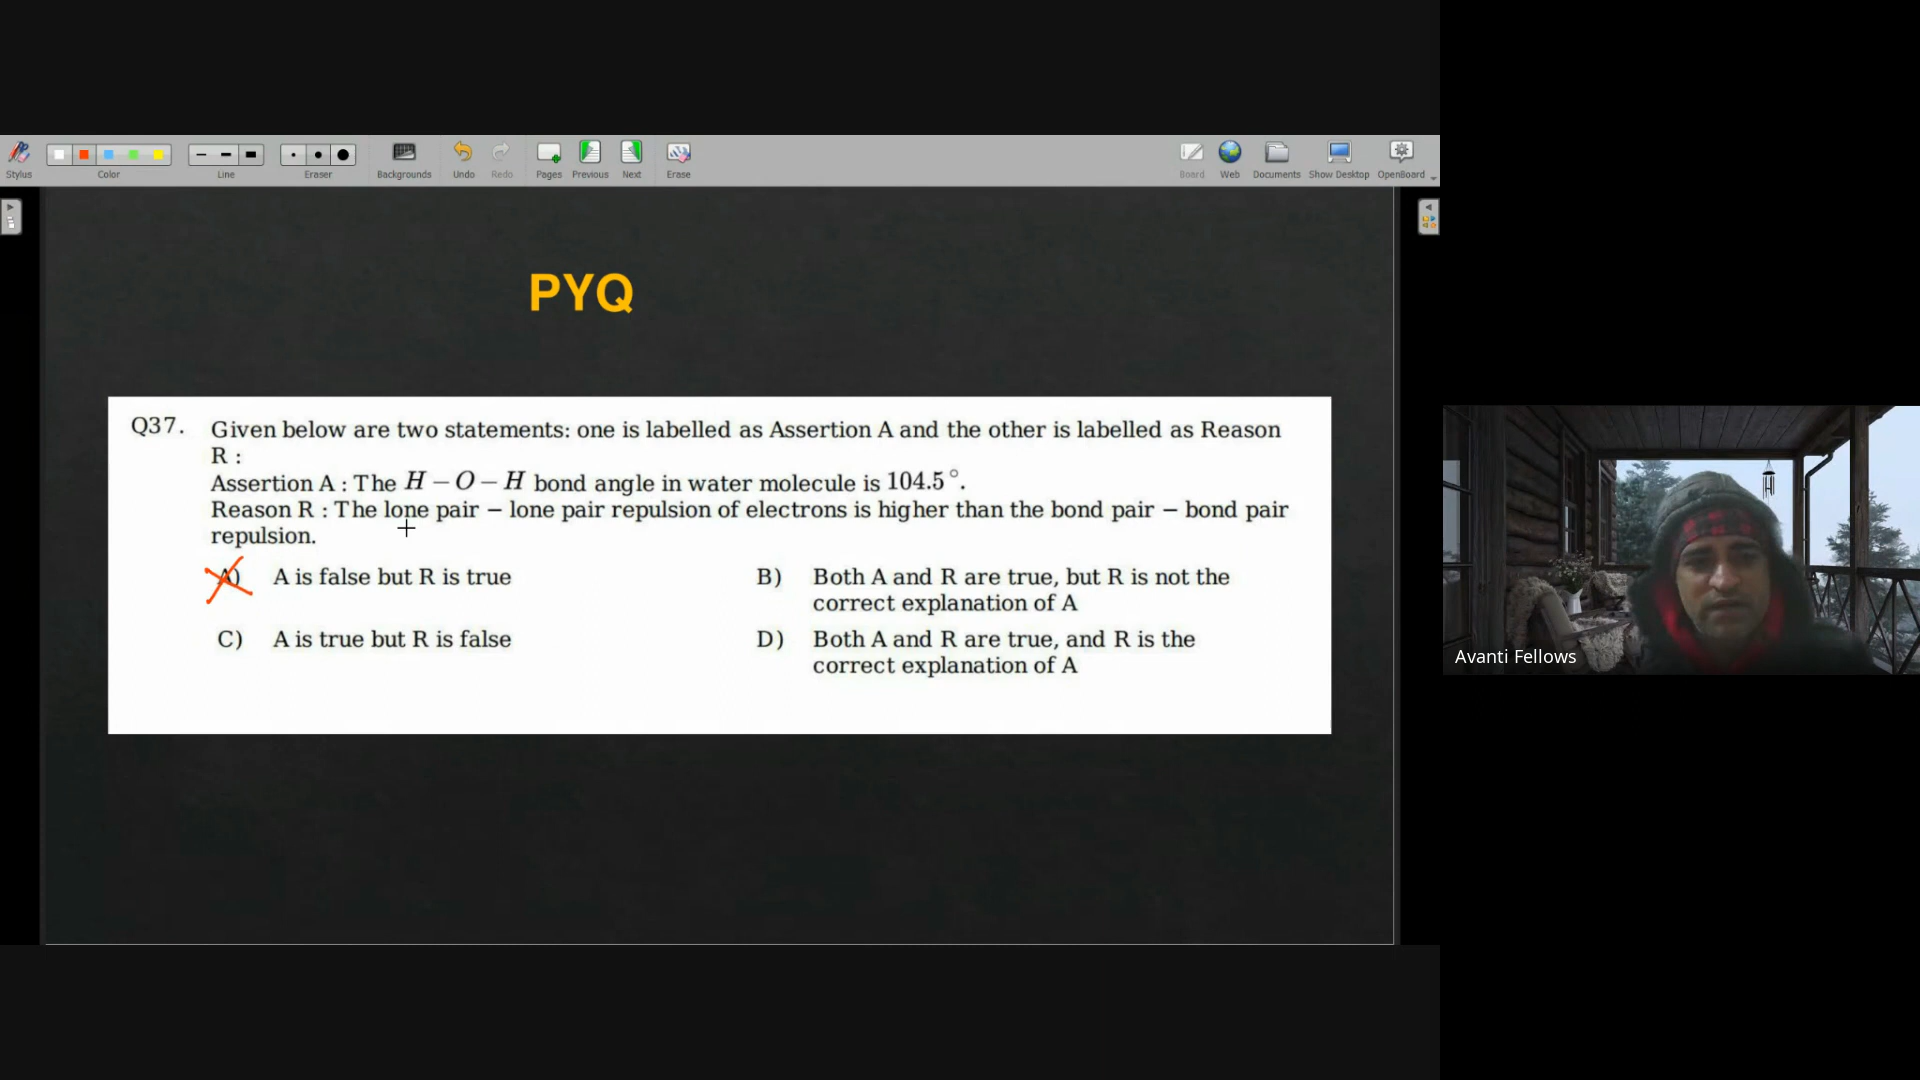 Stylus
Color
Line
Eraser
Backgrounds
Undo
Redo
Pages
Previous
Next
Erase
Board
Web
Documents
Show Desktop
OpenBoard
PYQ
Q37. Given below are two statements: one is labelled as Assertion A and the other is labelled as Reason
R :
Assertion A : The H – O – H bond angle in water molecule is 104.5°.
Reason R : The lone pair – lone pair repulsion of electrons is higher than the bond pair – bond pair
repulsion.
A) A is false but R is true
B) Both A and R are true, but R is not the
correct explanation of A
C) A is true but R is false
D) Both A and R are true, and R is the
correct explanation of A
Avanti Fellows